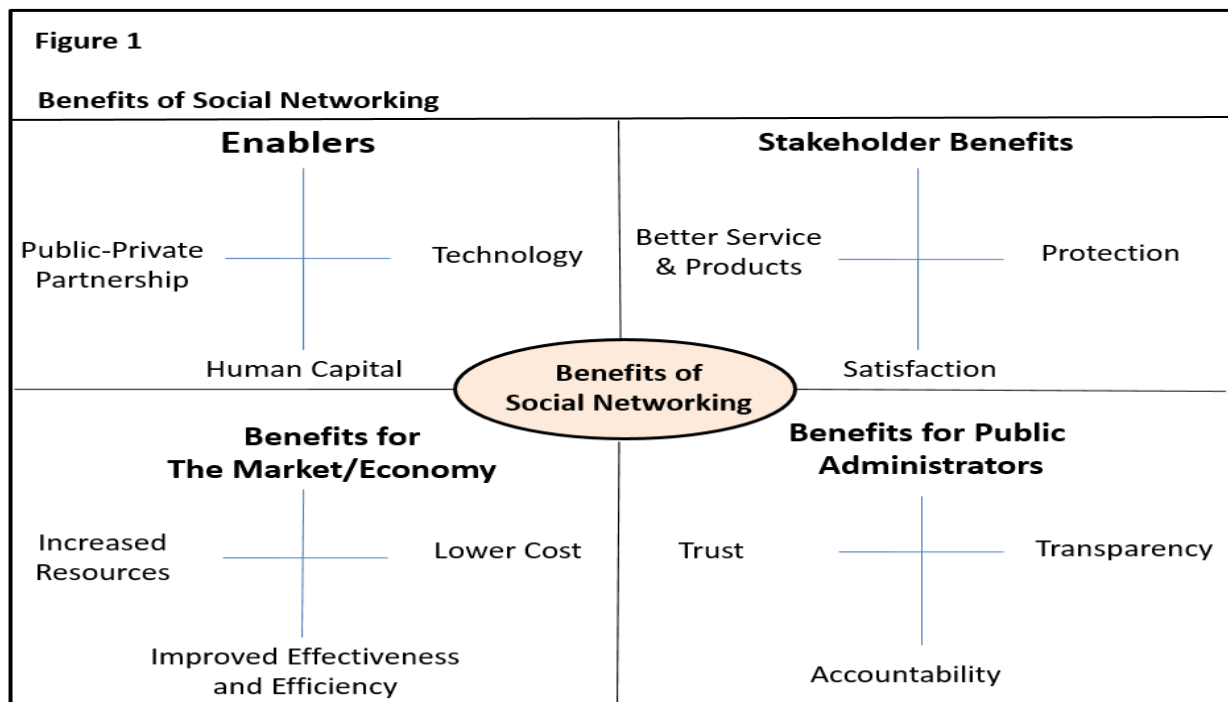 Figure 1
Benefits of Social Networking
Enablers
Public-Private
Partnership
Technology
Human Capital
Stakeholder Benefits
Better Service
& Products
Protection
Satisfaction
Benefits of
Social Networking
Benefits for
The Market/Economy
Increased
Resources
Lower Cost
Improved Effectiveness
and Efficiency
Benefits for Public
Administrators
Trust
Transparency
Accountability